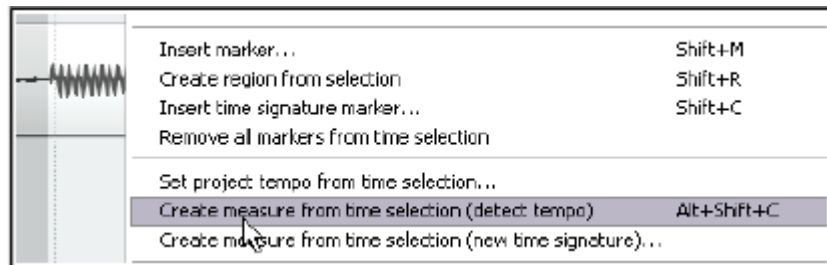 Insert marker... Shift+M
Create region from selection Shift+R
Insert time signature marker... Shift+C
Remove all markers from time selection
Set project tempo from time selection...
Create measure from time selection (detect tempo) Alt+Shift+C
Create measure from time selection (new time signature)...